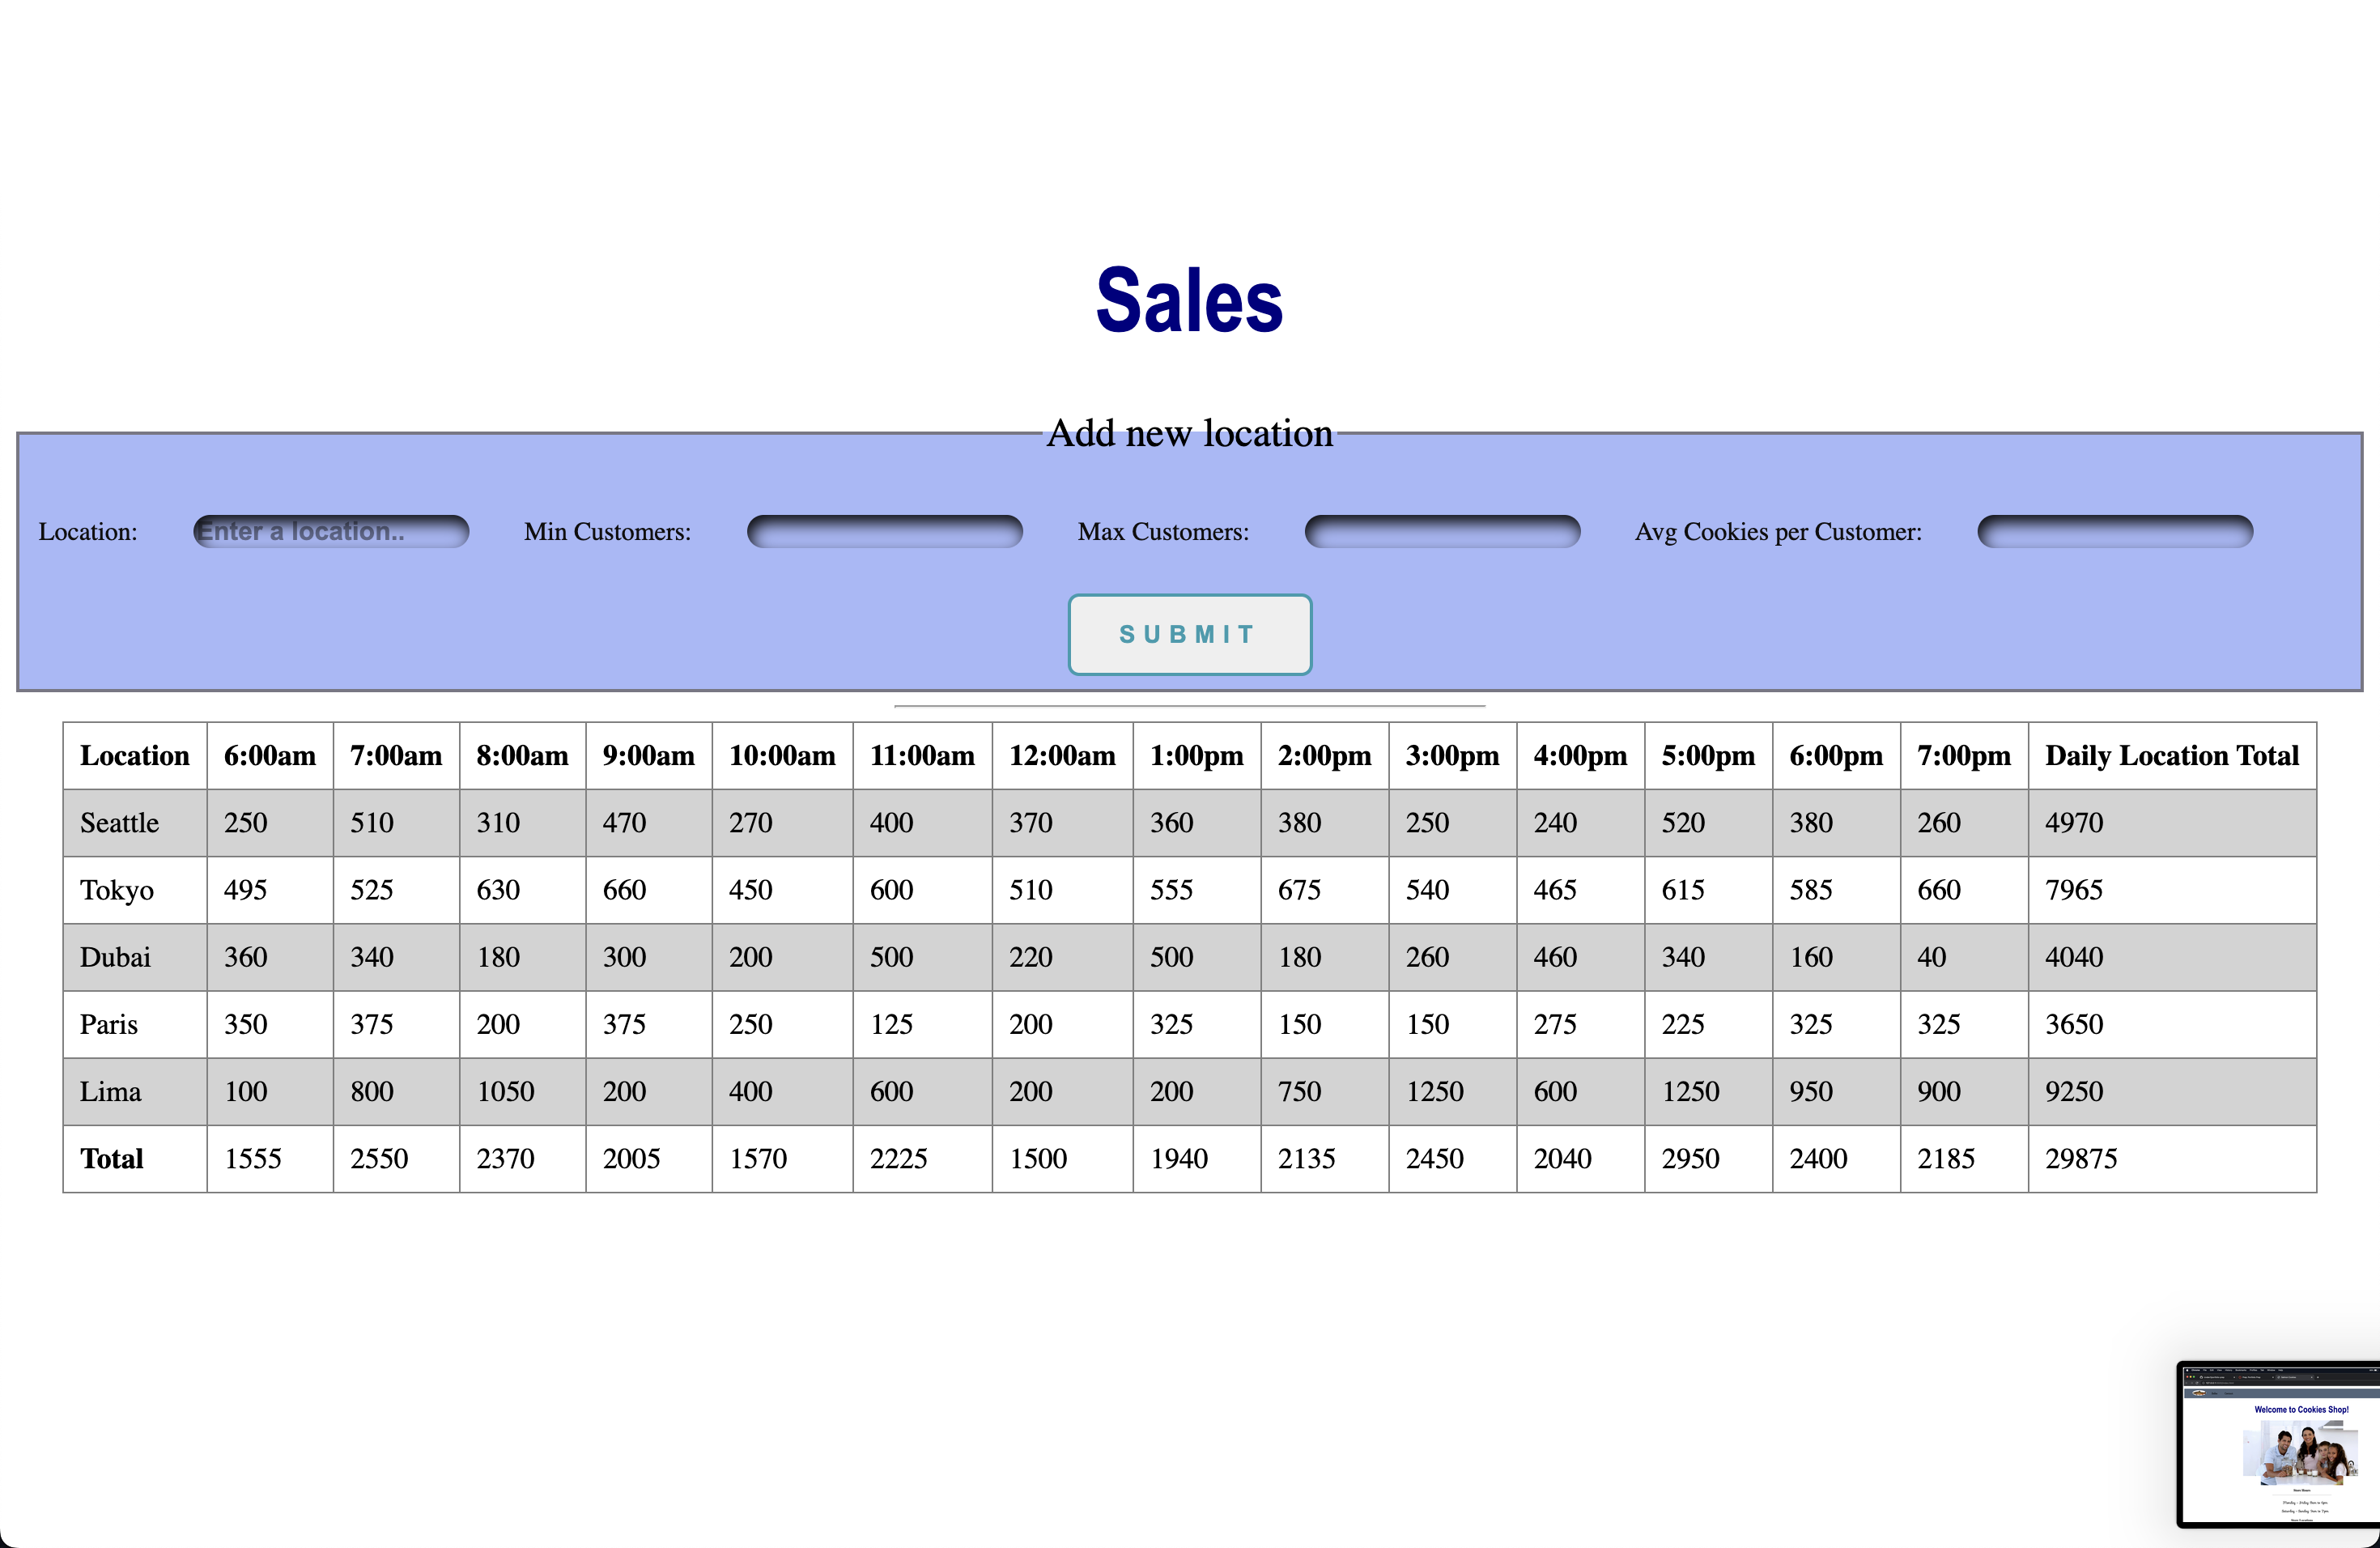 Sales
Add new location
Location: Enter a location.. Min Customers: Max Customers: Avg Cookies per Customer:
SUBMIT
Location 6:00am 7:00am 8:00am 9:00am 10:00am 11:00am 12:00am 1:00pm 2:00pm 3:00pm 4:00pm 5:00pm 6:00pm 7:00pm Daily Location Total
Seattle 250 510 310 470 270 400 370 360 380 250 240 520 380 260 4970
Tokyo 495 525 630 660 450 600 510 555 675 540 465 615 585 660 7965
Dubai 360 340 180 300 200 500 220 500 180 260 460 340 160 40 4040
Paris 350 375 200 375 250 125 200 325 150 150 275 225 325 325 3650
Lima 100 800 1050 200 400 600 200 200 750 1250 600 1250 950 900 9250
Total 1555 2550 2370 2005 1570 2225 1500 1940 2135 2450 2040 2950 2400 2185 29875
Welcome to Cookies Shop!